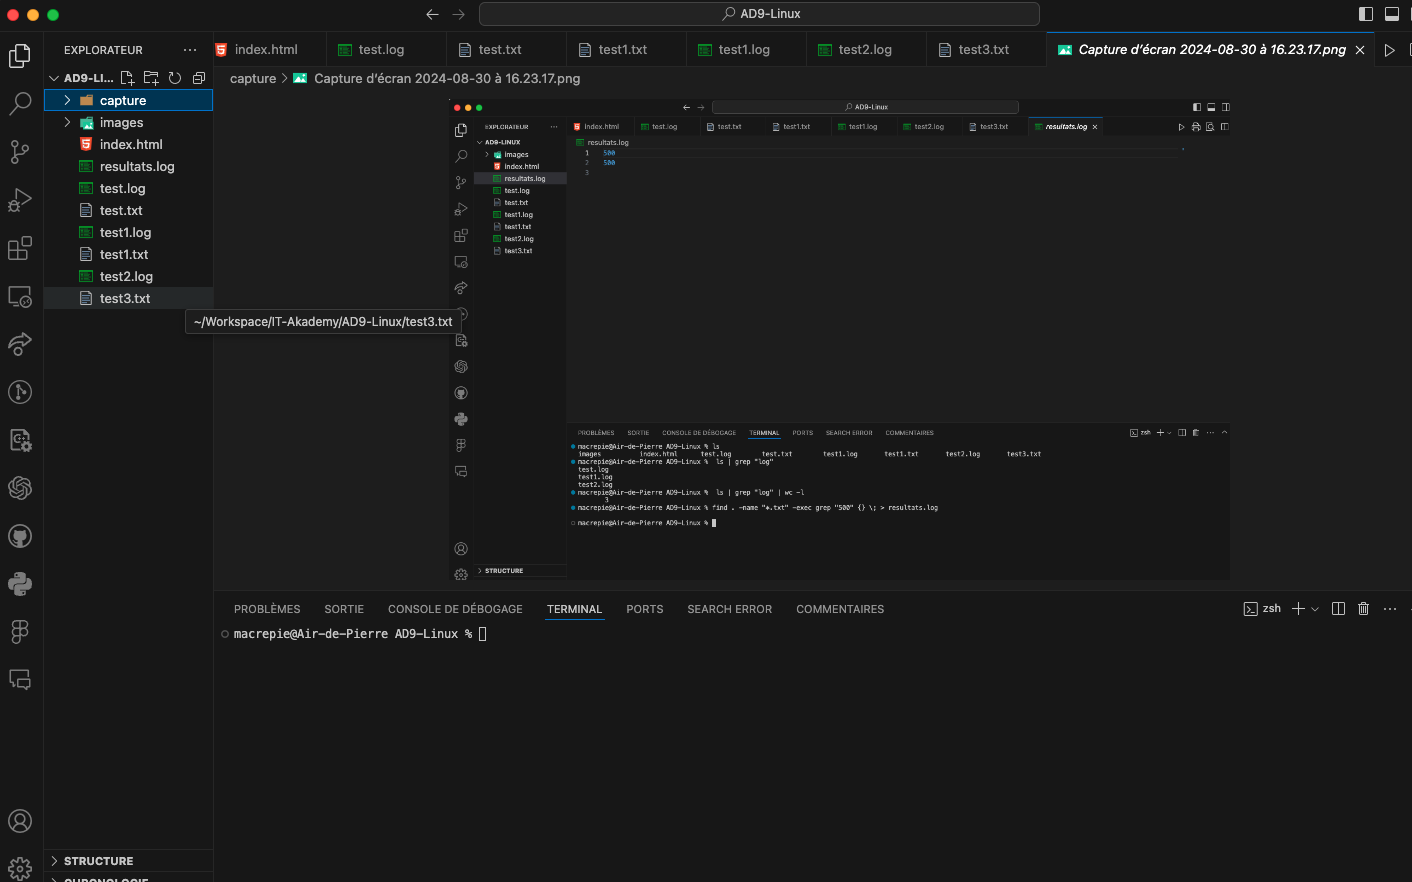 AD9-Linux
EXPLORATEUR
index.html
test.log
test.txt
test1.txt
test1.log
test2.log
test3.txt
Capture d’écran 2024-08-30 à 16.23.17.png
AD9-LI...
capture
images
index.html
resultats.log
test.log
test.txt
test1.log
test1.txt
test2.log
test3.txt
~/Workspace/IT-Akademy/AD9-Linux/test3.txt
STRUCTURE
CHRONOLOGIE
capture > Capture d’écran 2024-08-30 à 16.23.17.png
AD9-Linux
EXPLORATEUR
index.html
test.log
test.txt
test1.txt
test1.log
test2.log
test3.txt
resultats.log
AD9-LINUX
images
index.html
resultats.log
test.log
test.txt
test1.log
test1.txt
test2.log
test3.txt
STRUCTURE
resultats.log
1 500
2 500
3
PROBLÈMES SORTIE CONSOLE DE DÉBOGAGE TERMINAL PORTS SEARCH ERROR COMMENTAIRES
zsh
macrepie@Air-de-Pierre AD9-Linux % ls
images index.html test.log test.txt test1.log test1.txt test2.log test3.txt
macrepie@Air-de-Pierre AD9-Linux % ls | grep "log"
test.log
test1.log
test2.log
macrepie@Air-de-Pierre AD9-Linux % ls | grep "log" | wc -l
3
macrepie@Air-de-Pierre AD9-Linux % find . -name "*.txt" -exec grep "500" {} \; > resultats.log
macrepie@Air-de-Pierre AD9-Linux %
PROBLÈMES SORTIE CONSOLE DE DÉBOGAGE TERMINAL PORTS SEARCH ERROR COMMENTAIRES
zsh
macrepie@Air-de-Pierre AD9-Linux %